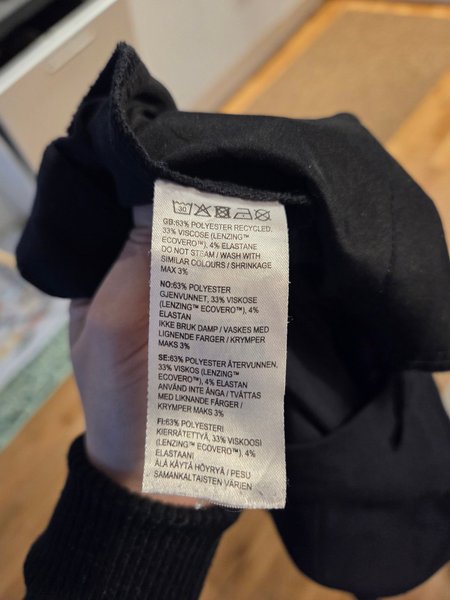 30
GB:63% POLYESTER RECYCLED,
33% VISCOSE (LENZING™
ECOVERO™), 4% ELASTANE
DO NOT STEAM / WASH WITH
SIMILAR COLOURS / SHRINKAGE
MAX 3%
NO:63% POLYESTER
GJENVUNNET, 33% VISKOSE
(LENZING™ ECOVERO™), 4%
ELASTAN
IKKE BRUK DAMP / VASKES MED
LIGNENDE FARGER / KRYMPER
MAKS 3%
SE:63% POLYESTER ÅTERVUNNEN,
33% VISKOS (LENZING™
ECOVERO™), 4% ELASTAN
ANVÄND INTE ÅNGA / TVÄTTAS
MED LIKNANDE FÄRGER /
KRYMPER MAKS 3%
FI:63% POLYESTERI
KIERRÄTETTYÄ, 33% VISKOOSI
(LENZING™ ECOVERO™), 4%
ELASTAANI
ÄLÄ KÄYTÄ HÖYRYÄ / PESU
SAMANKALTAISTEN VÄRIEN